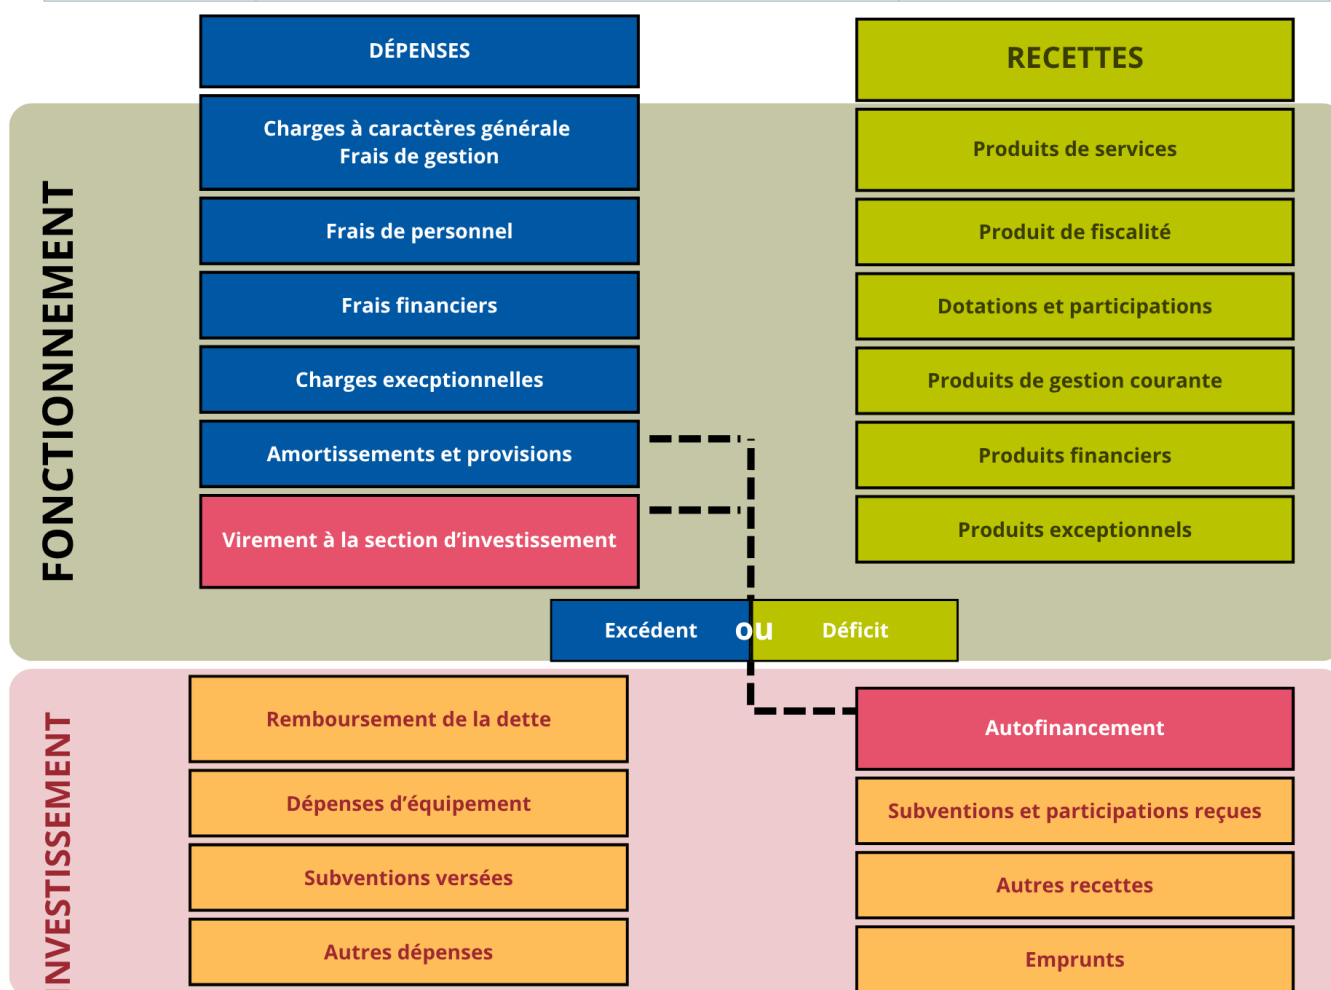 DÉPENSES
RECETTES
FONCTIONNEMENT
Charges à caractères générale
Frais de gestion
Produits de services
Frais de personnel
Produit de fiscalité
Frais financiers
Dotations et participations
Charges execptionnelles
Produits de gestion courante
Amortissements et provisions
Produits financiers
Virement à la section d’investissement
Produits exceptionnels
Excédent ou Déficit
NVESTISSEMENT
Remboursement de la dette
Autofinancement
Dépenses d’équipement
Subventions et participations reçues
Subventions versées
Autres recettes
Autres dépenses
Emprunts